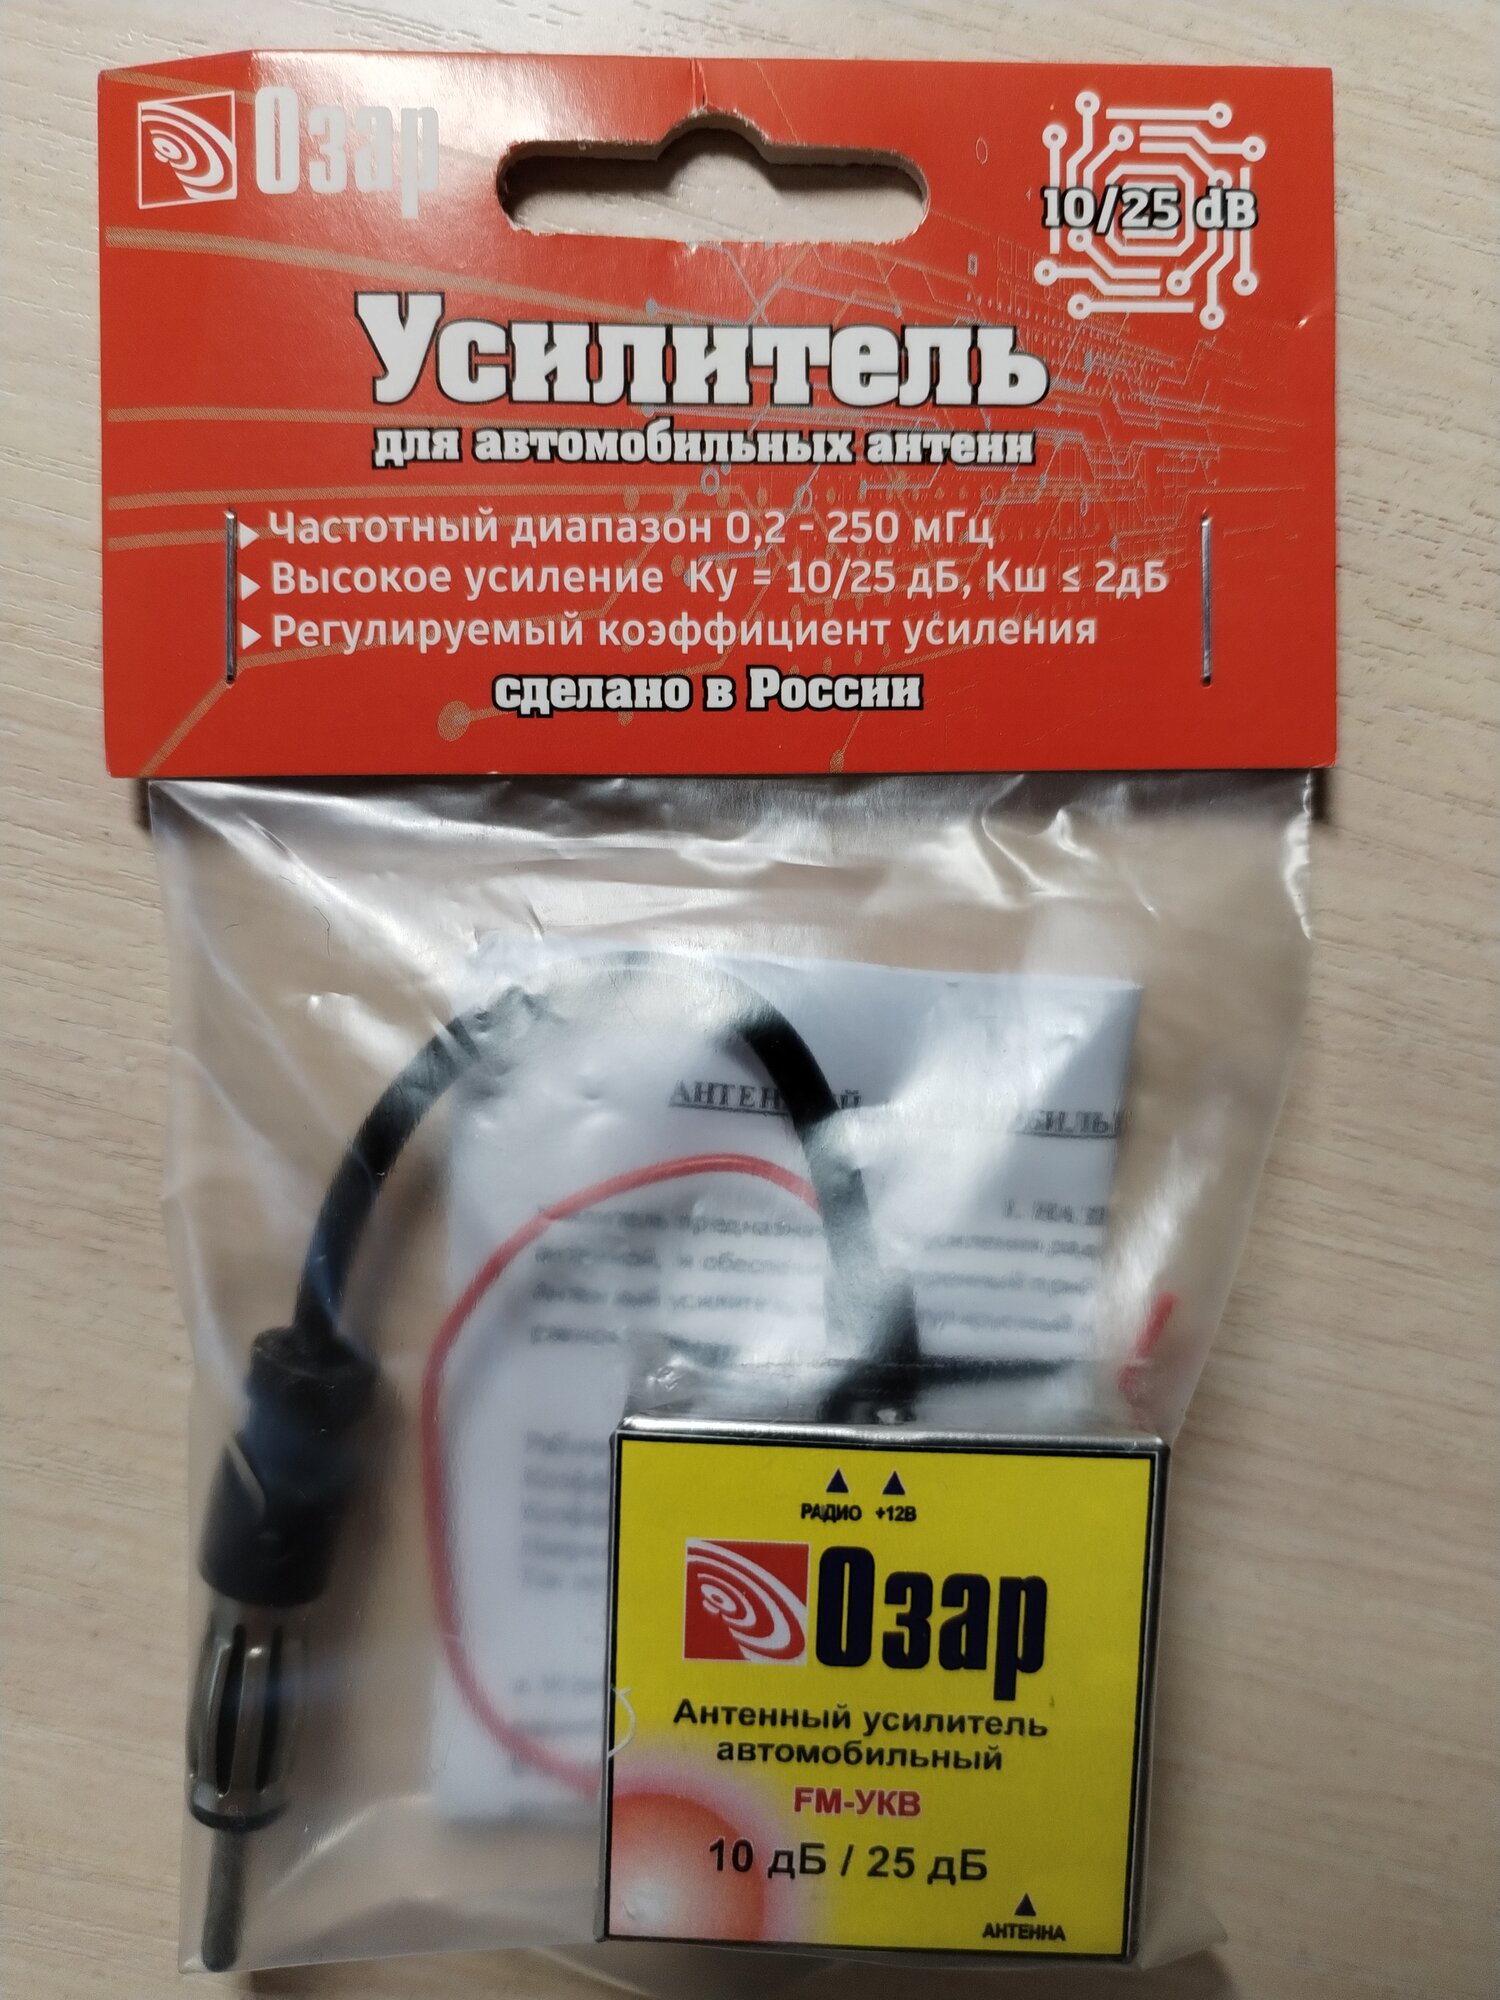 Озар
10/25 dB
Усилитель
для автомобильных антенн
Частотный диапазон 0,2 - 250 мГц
Высокое усиление Ку = 10/25 дБ, Кш ≤ 2дБ
Регулируемый коэффициент усиления
сделано в России
РАДИО +12В
Озар
Антенный усилитель
автомобильный
FM-УКВ
10 дБ / 25 дБ
АНТЕННА